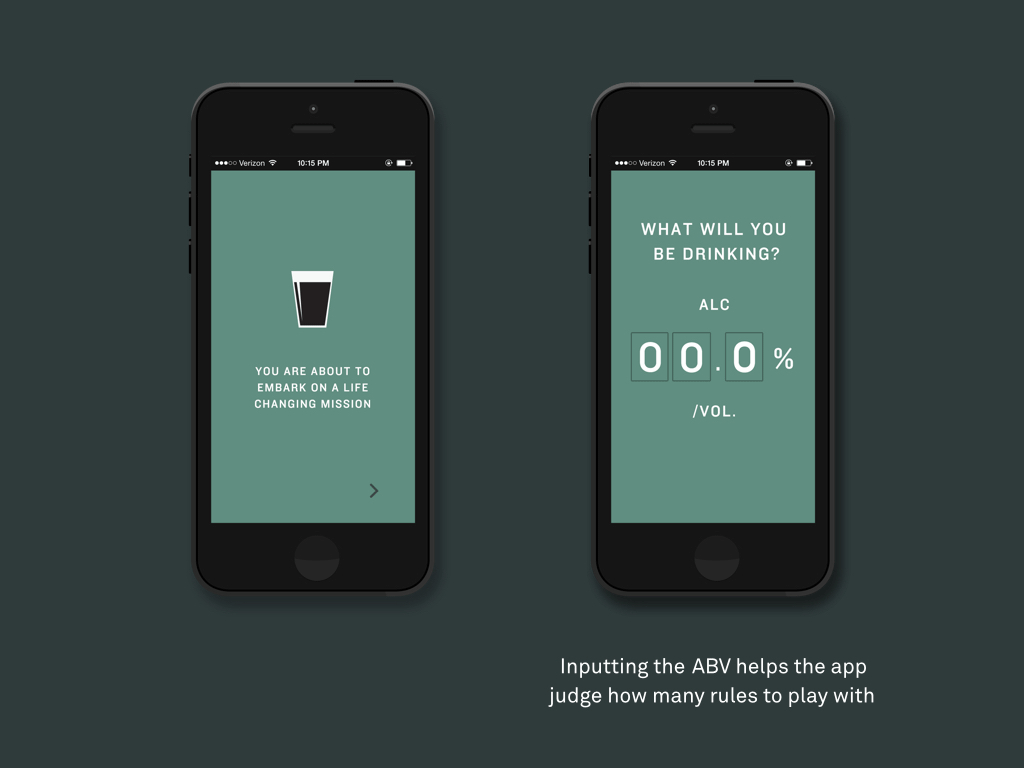 Verizon 10:15 PM
YOU ARE ABOUT TO
EMBARK ON A LIFE
CHANGING MISSION
Verizon 10:15 PM
WHAT WILL YOU
BE DRINKING?
ALC
00.0 %
/VOL.
Inputting the ABV helps the app
judge how many rules to play with